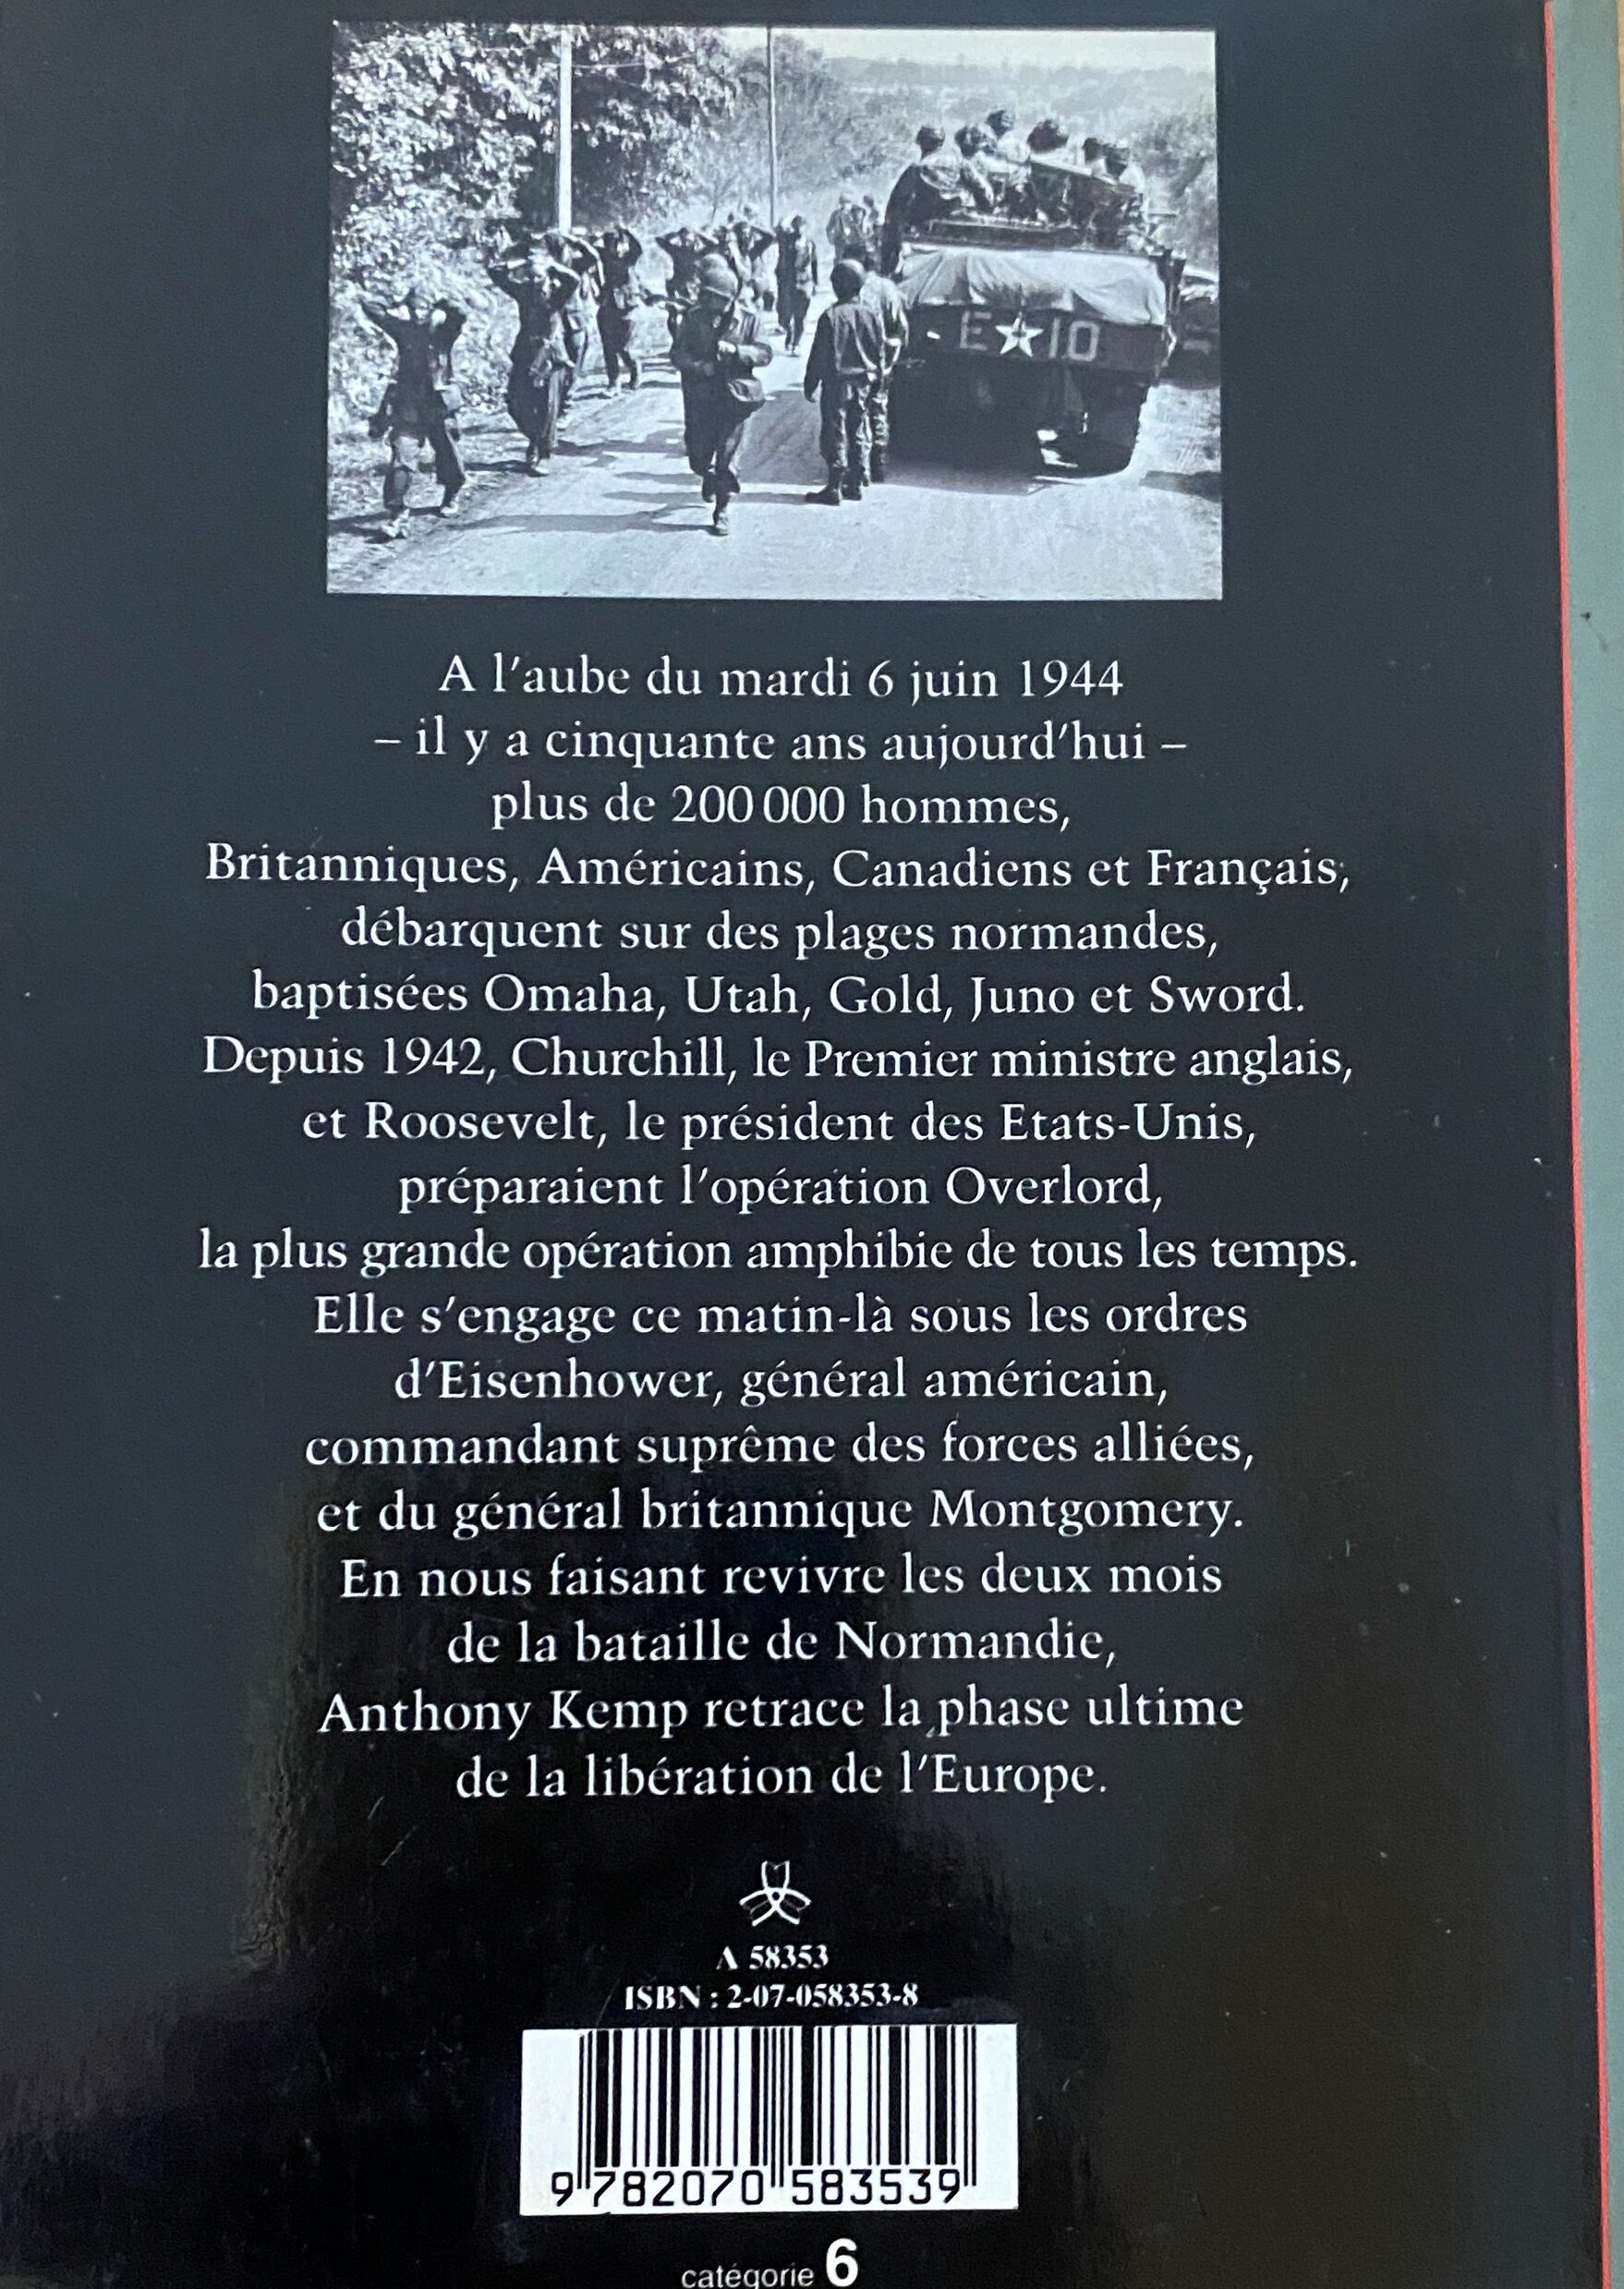 E ★ 10
A l'aube du mardi 6 juin 1944
– il y a cinquante ans aujourd'hui –
plus de 200 000 hommes,
Britanniques, Américains, Canadiens et Français,
débarquent sur des plages normandes,
baptisées Omaha, Utah, Gold, Juno et Sword.
Depuis 1942, Churchill, le Premier ministre anglais,
et Roosevelt, le président des Etats-Unis,
préparaient l'opération Overlord,
la plus grande opération amphibie de tous les temps.
Elle s'engage ce matin-là sous les ordres
d'Eisenhower, général américain,
commandant suprême des forces alliées,
et du général britannique Montgomery.
En nous faisant revivre les deux mois
de la bataille de Normandie,
Anthony Kemp retrace la phase ultime
de la libération de l'Europe.
A 58353
ISBN : 2-07-058353-8
9 782070 583539
catégorie 6